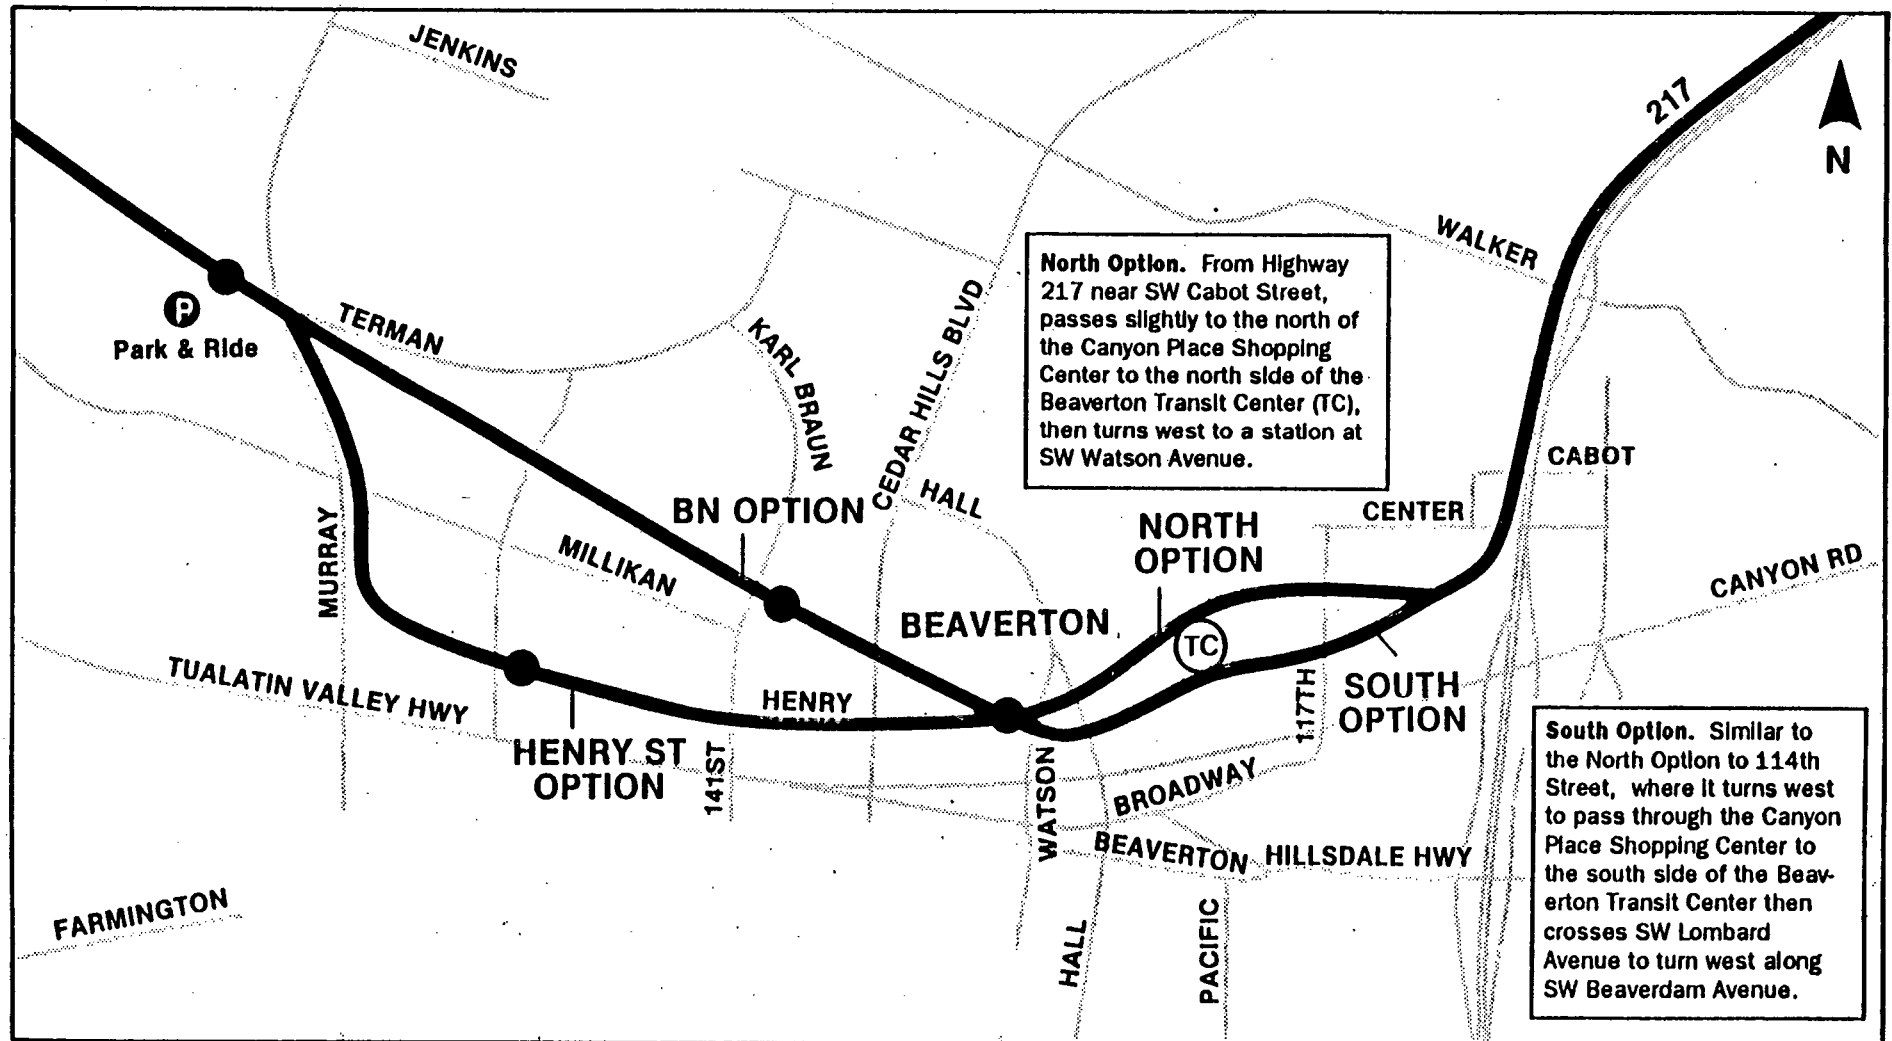 JENKINS
217
N
WALKER
North Option. From Highway
217 near SW Cabot Street,
passes slightly to the north of
the Canyon Place Shopping
Center to the north side of the
Beaverton Transit Center (TC),
then turns west to a station at
SW Watson Avenue.
P
Park & Ride
TERMAN
KARL BRAUN
CEDAR HILLS BLVD
HALL
CABOT
CENTER
BN OPTION
NORTH
OPTION
MURRAY
MILLIKAN
CANYON RD
BEAVERTON
TC
TUALATIN VALLEY HWY
HENRY
SOUTH
OPTION
117TH
HENRY ST
OPTION
141ST
WATSON
BROADWAY
BEAVERTON HILLSDALE HWY
South Option. Similar to
the North Option to 114th
Street, where it turns west
to pass through the Canyon
Place Shopping Center to
the south side of the Beav-
erton Transit Center then
crosses SW Lombard
Avenue to turn west along
SW Beaverdam Avenue.
FARMINGTON
HALL
PACIFIC